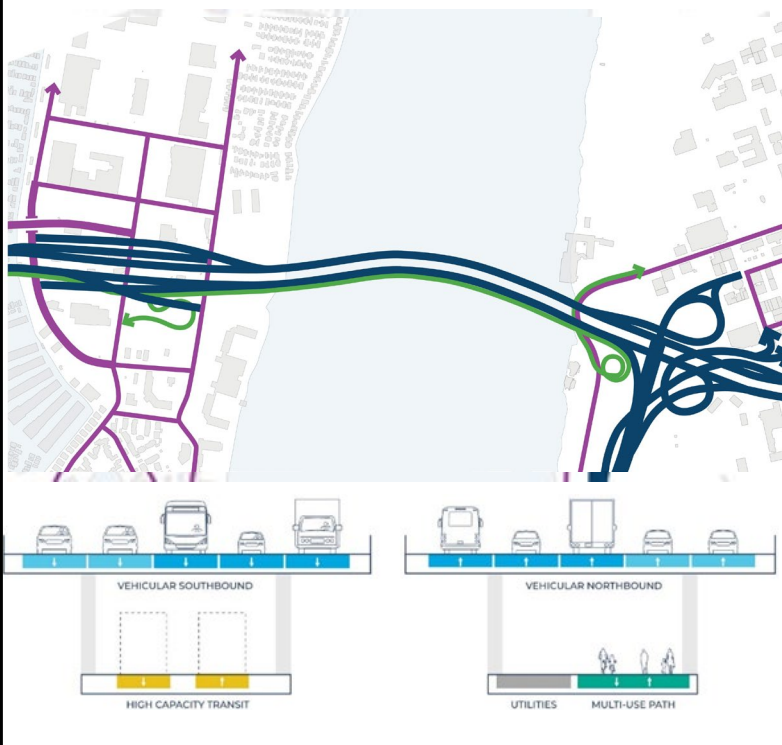 VEHICULAR SOUTHBOUND
VEHICULAR NORTHBOUND
HIGH CAPACITY TRANSIT
UTILITIES
MULTI-USE PATH